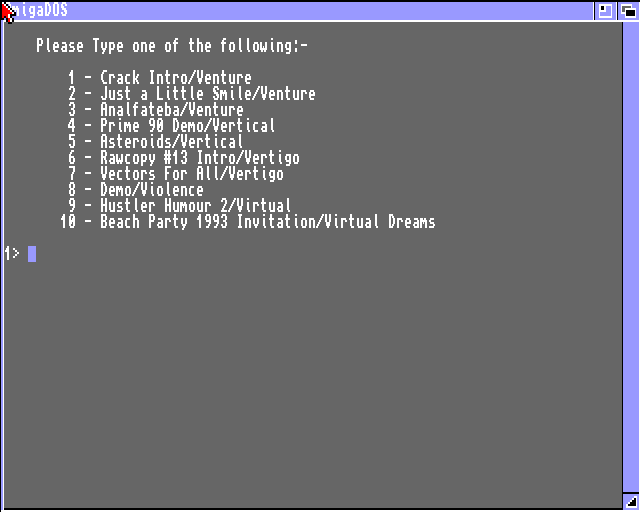 migaDOS
Please Type one of the following:-
1 - Crack Intro/Venture
2 - Just a Little Smile/Venture
3 - Analfateba/Venture
4 - Prime 90 Demo/Vertical
5 - Asteroids/Vertical
6 - Rawcopy #13 Intro/Vertigo
7 - Vectors For All/Vertigo
8 - Demo/Violence
9 - Hustler Humour 2/Virtual
10 - Beach Party 1993 Invitation/Virtual Dreams
1>